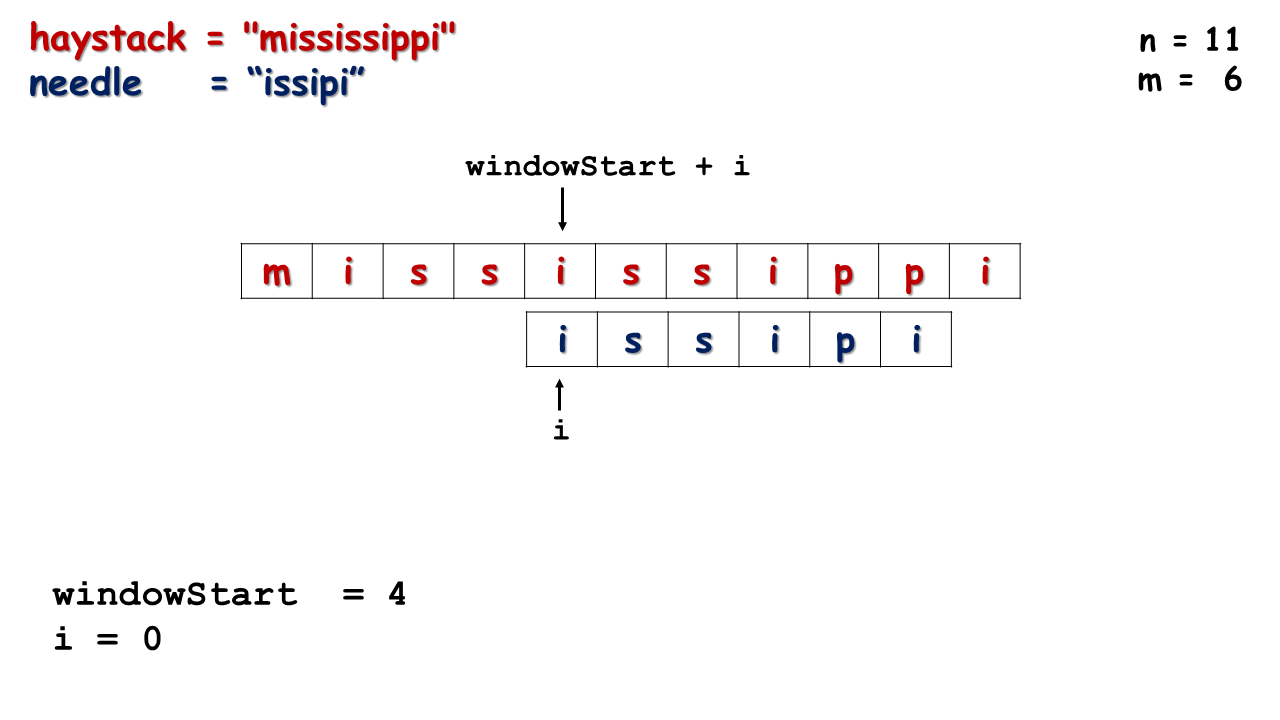 haystack = "mississippi"
needle = “issipi”
n = 11
m = 6
windowStart + i
m i s s i s s i p p i
i s s i p i
i
windowStart = 4
i = 0